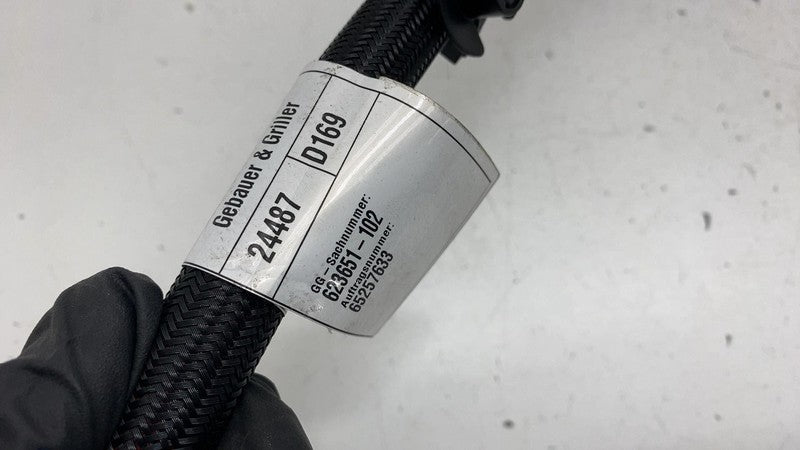 Gebauer & Griller
24487 D169
GG - Sachnummer:
623651-102
Auftragsnummer:
65257633